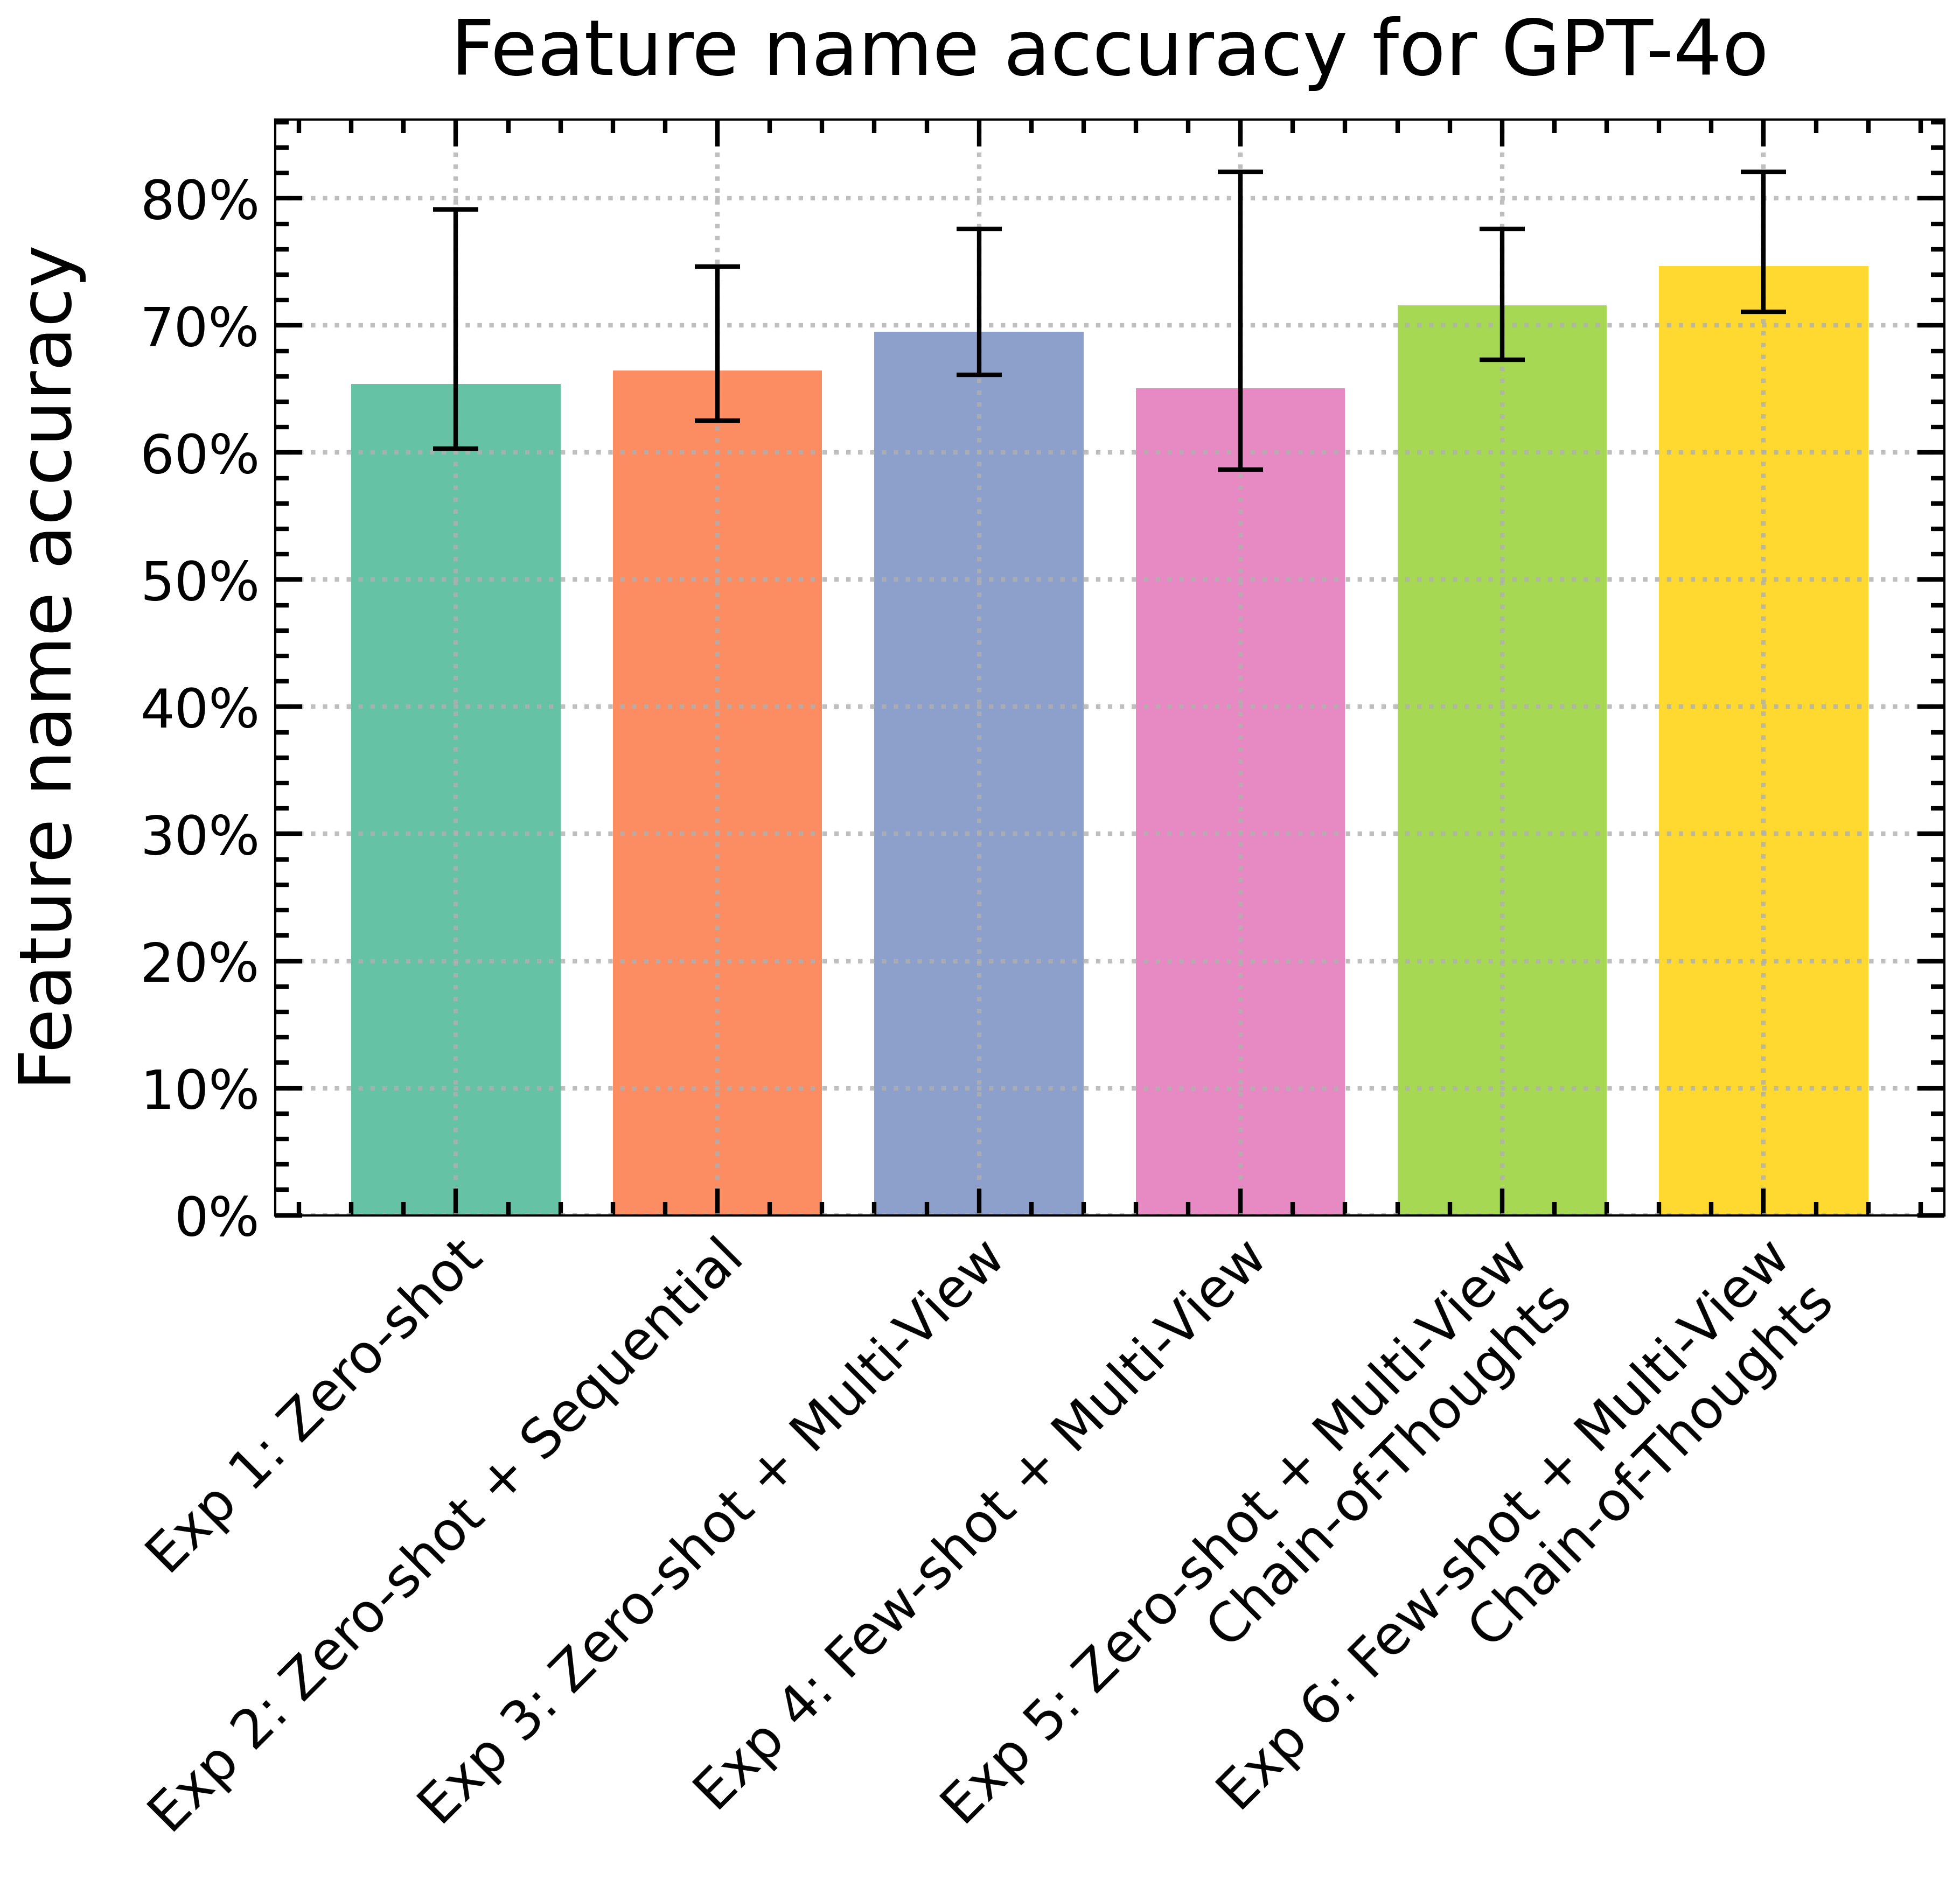 Feature name accuracy for GPT-4o
Feature name accuracy
80%
70%
60%
50%
40%
30%
20%
10%
0%
Exp 1: Zero-shot
Exp 2: Zero-shot + Sequential
Exp 3: Zero-shot + Multi-View
Exp 4: Few-shot + Multi-View
Exp 5: Zero-shot + Multi-View
Chain-of-Thoughts
Exp 6: Few-shot + Multi-View
Chain-of-Thoughts